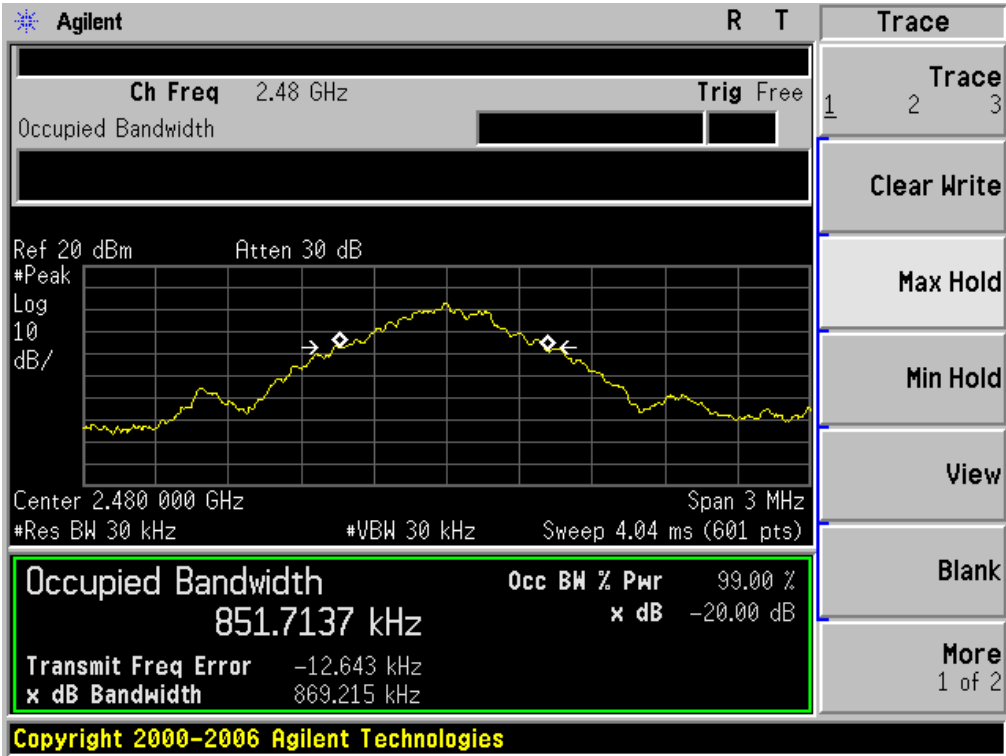 Agilent R T
Trace
Ch Freq 2.48 GHz Trig Free
Occupied Bandwidth
Trace
1 2 3
Clear Write
Max Hold
Min Hold
View
Blank
More
1 of 2
Ref 20 dBm Atten 30 dB
#Peak
Log
10
dB/
Center 2.480 000 GHz Span 3 MHz
#Res BW 30 kHz #VBW 30 kHz Sweep 4.04 ms (601 pts)
Occupied Bandwidth Occ BW % Pwr 99.00 %
851.7137 kHz x dB -20.00 dB
Transmit Freq Error -12.643 kHz
x dB Bandwidth 869.215 kHz
Copyright 2000-2006 Agilent Technologies